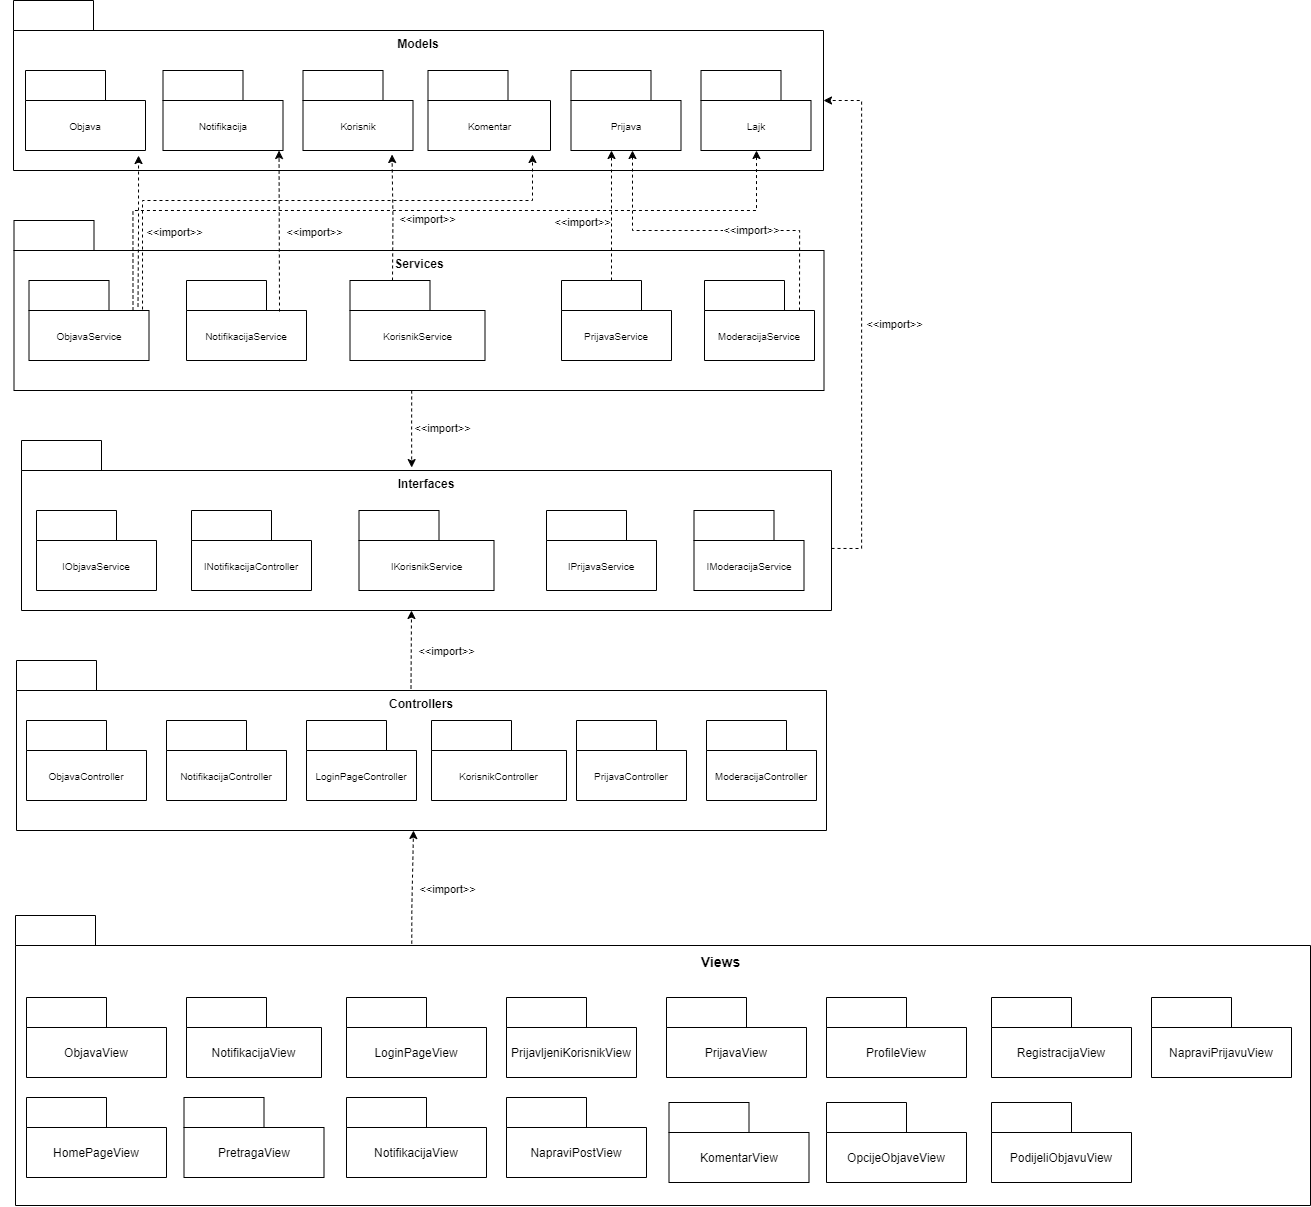 Models
Objava
Notifikacija
Korisnik
Komentar
Prijava
Lajk
<<import>>
<<import>>
<<import>>
<<import>>
<<import>>
Services
ObjavaService
NotifikacijaService
KorisnikService
PrijavaService
ModeracijaService
<<import>>
<<import>>
Interfaces
IObjavaService
INotifikacijaController
IKorisnikService
IPrijavaService
IModeracijaService
<<import>>
Controllers
ObjavaController
NotifikacijaController
LoginPageController
KorisnikController
PrijavaController
ModeracijaController
<<import>>
Views
ObjavaView
NotifikacijaView
LoginPageView
PrijavljeniKorisnikView
PrijavaView
ProfileView
RegistracijaView
NapraviPrijavuView
HomePageView
PretragaView
NotifikacijaView
NapraviPostView
KomentarView
OpcijeObjaveView
PodijeliObjavuView